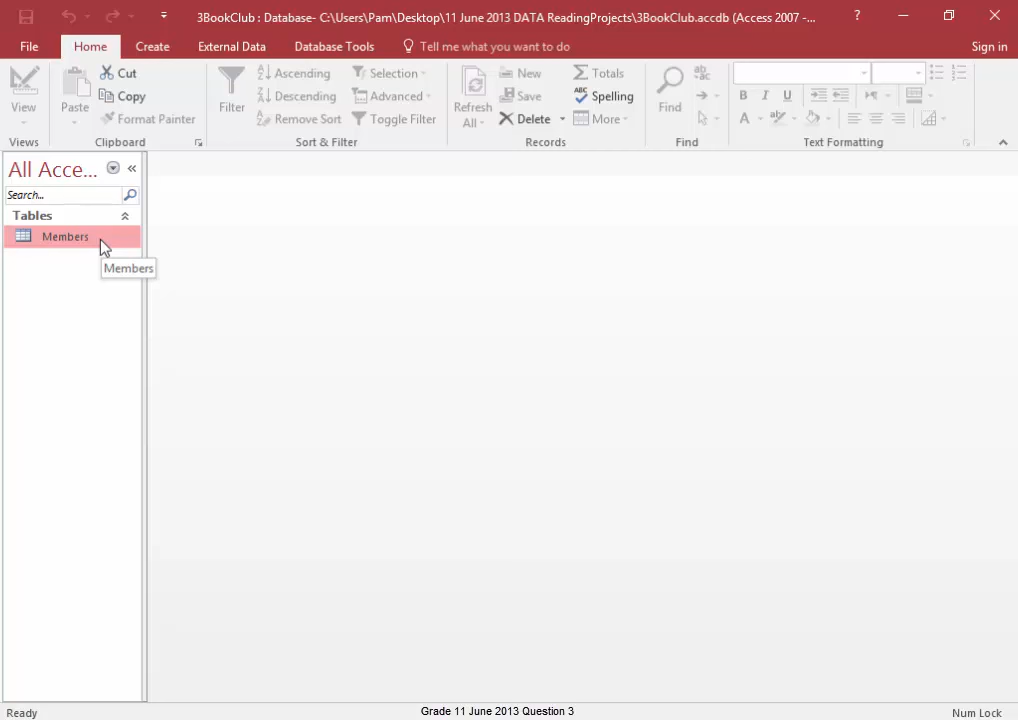 3BookClub : Database- C:\Users\Pam\Desktop\11 June 2013 DATA ReadingProjects\3BookClub.accdb (Access 2007 -...
?
File Home Create External Data Database Tools Tell me what you want to do Sign in
View
Views
Paste
Cut
Copy
Format Painter
Clipboard
Filter
Ascending
Descending
Remove Sort
Selection
Advanced
Toggle Filter
Sort & Filter
Refresh
All
New
Save
Delete
Totals
Spelling
More
Records
Find
Find
B I U
A
Text Formatting
All Acce...
Search...
Tables
Members
Members
Ready
Grade 11 June 2013 Question 3
Num Lock